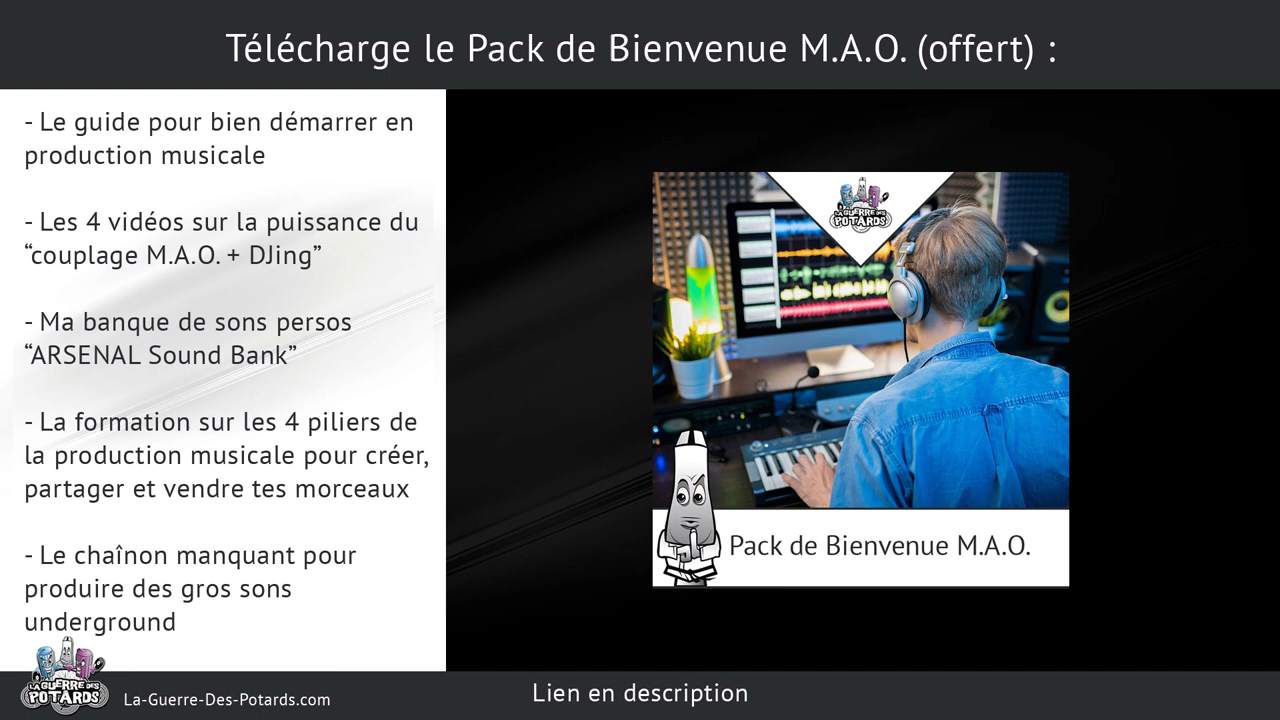 Télécharge le Pack de Bienvenue M.A.O. (offert) :
- Le guide pour bien démarrer en
production musicale
- Les 4 vidéos sur la puissance du
“couplage M.A.O. + DJing”
- Ma banque de sons persos
“ARSENAL Sound Bank”
- La formation sur les 4 piliers de
la production musicale pour créer,
partager et vendre tes morceaux
- Le chaînon manquant pour
produire des gros sons
underground
LA GUERRE DES
POTARDS
Pack de Bienvenue M.A.O.
LA GUERRE DES
POTARDS
La-Guerre-Des-Potards.com
Lien en description